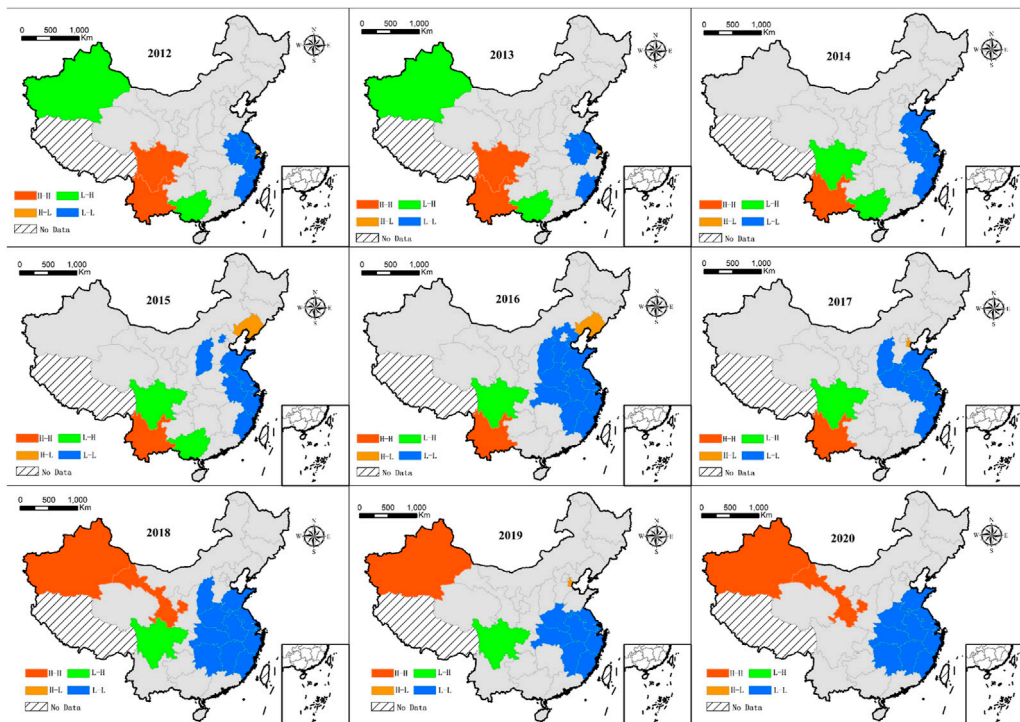 0 500 1,000
Km
2012
N
W E
S
H-H L-H
H-L L-L
No Data
0 500 1,000
Km
2013
N
W E
S
H-H L-H
H-L L-L
No Data
0 500 1,000
Km
2014
N
W E
S
H-H L-H
H-L L-L
No Data
0 500 1,000
Km
2015
N
W E
S
H-H L-H
H-L L-L
No Data
0 500 1,000
Km
2016
N
W E
S
H-H L-H
H-L L-L
No Data
0 500 1,000
Km
2017
N
W E
S
H-H L-H
H-L L-L
No Data
0 500 1,000
Km
2018
N
W E
S
H-H L-H
H-L L-L
No Data
0 500 1,000
Km
2019
N
W E
S
H-H L-H
H-L L-L
No Data
0 500 1,000
Km
2020
N
W E
S
H-H L-H
H-L L-L
No Data